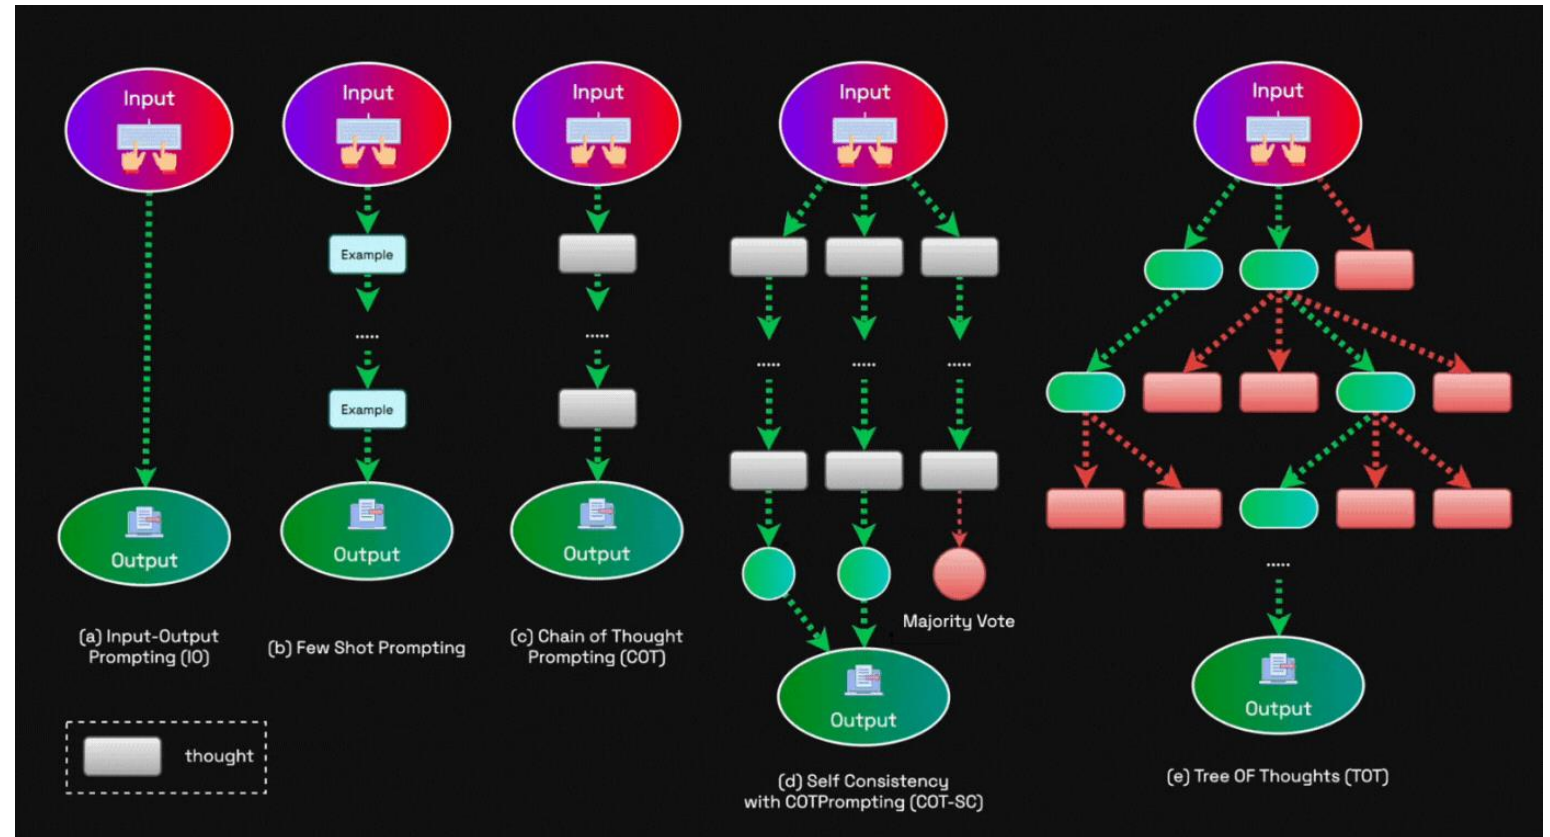 Input
Input
Input
Input
Input
Example
.....
.....
.....
.....
.....
Example
Output
Output
Output
.....
Majority Vote
(a) Input-Output
Prompting (IO)
(b) Few Shot Prompting
(c) Chain of Thought
Prompting (COT)
Output
Output
thought
(d) Self Consistency
with COTPrompting (COT-SC)
(e) Tree OF Thoughts (TOT)